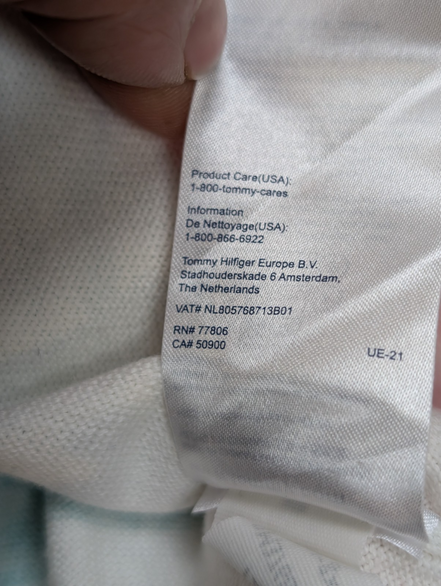 Product Care(USA):
1-800-tommy-cares
Information
De Nettoyage(USA):
1-800-866-6922
Tommy Hilfiger Europe B.V.
Stadhouderskade 6 Amsterdam,
The Netherlands
VAT# NL805768713B01
RN# 77806
CA# 50900
UE-21